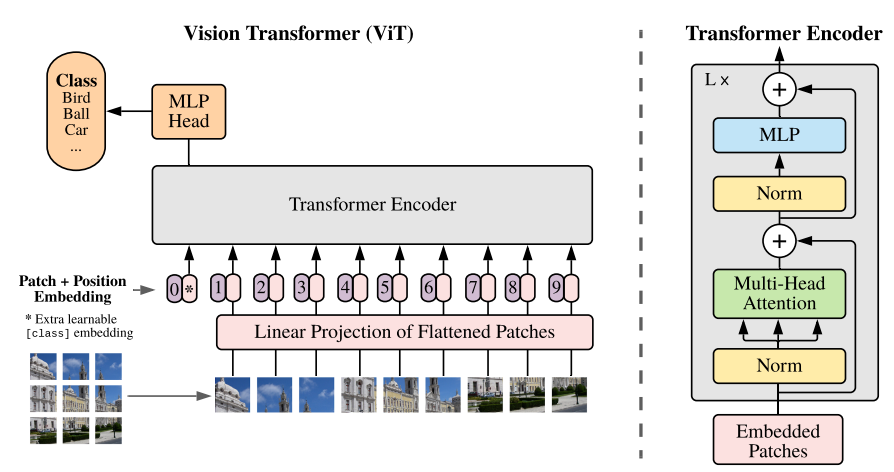 Vision Transformer (ViT)
Class
Bird
Ball
Car
...
MLP
Head
Transformer Encoder
Patch + Position
Embedding
* Extra learnable
[class] embedding
0 * 1 2 3 4 5 6 7 8 9
Linear Projection of Flattened Patches
Transformer Encoder
L ×
+
MLP
Norm
+
Multi-Head
Attention
Norm
Embedded
Patches